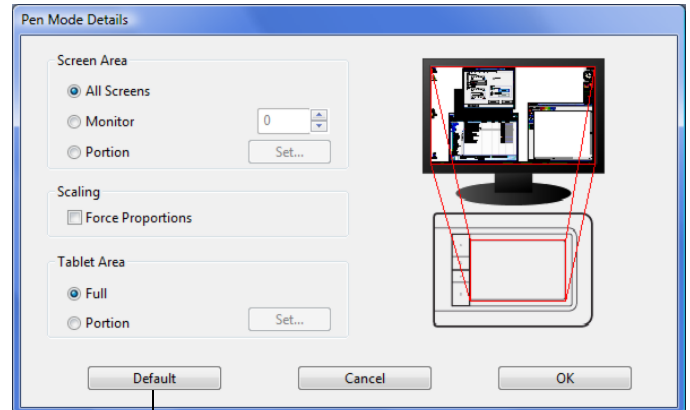 Pen Mode Details
Screen Area
All Screens
Monitor
0
Portion
Set...
Scaling
Force Proportions
Tablet Area
Full
Portion
Set...
Default
Cancel
OK